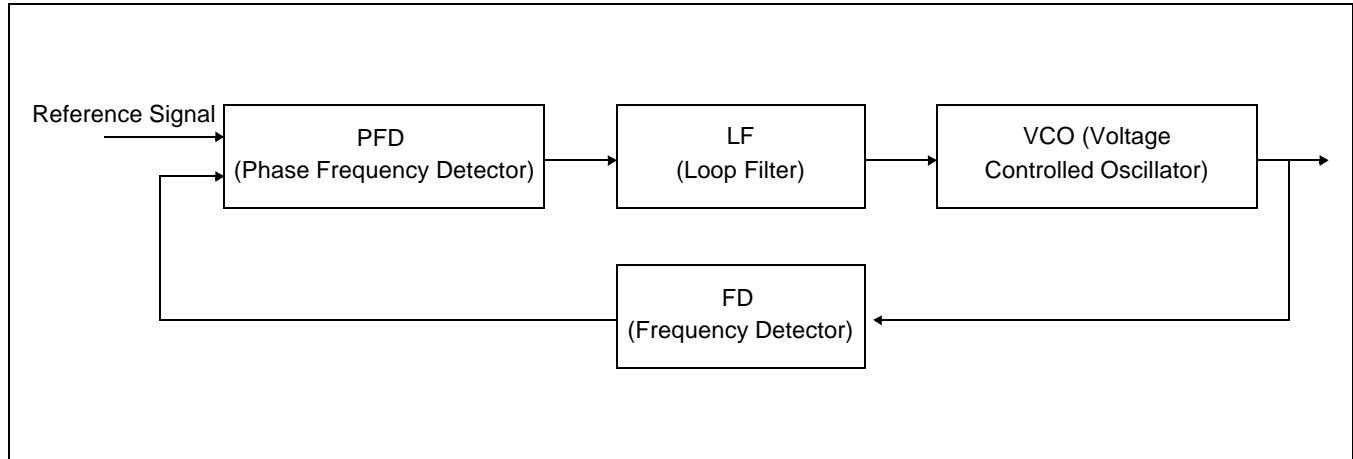 Reference Signal
PFD
(Phase Frequency Detector)
LF
(Loop Filter)
VCO (Voltage
Controlled Oscillator)
FD
(Frequency Detector)